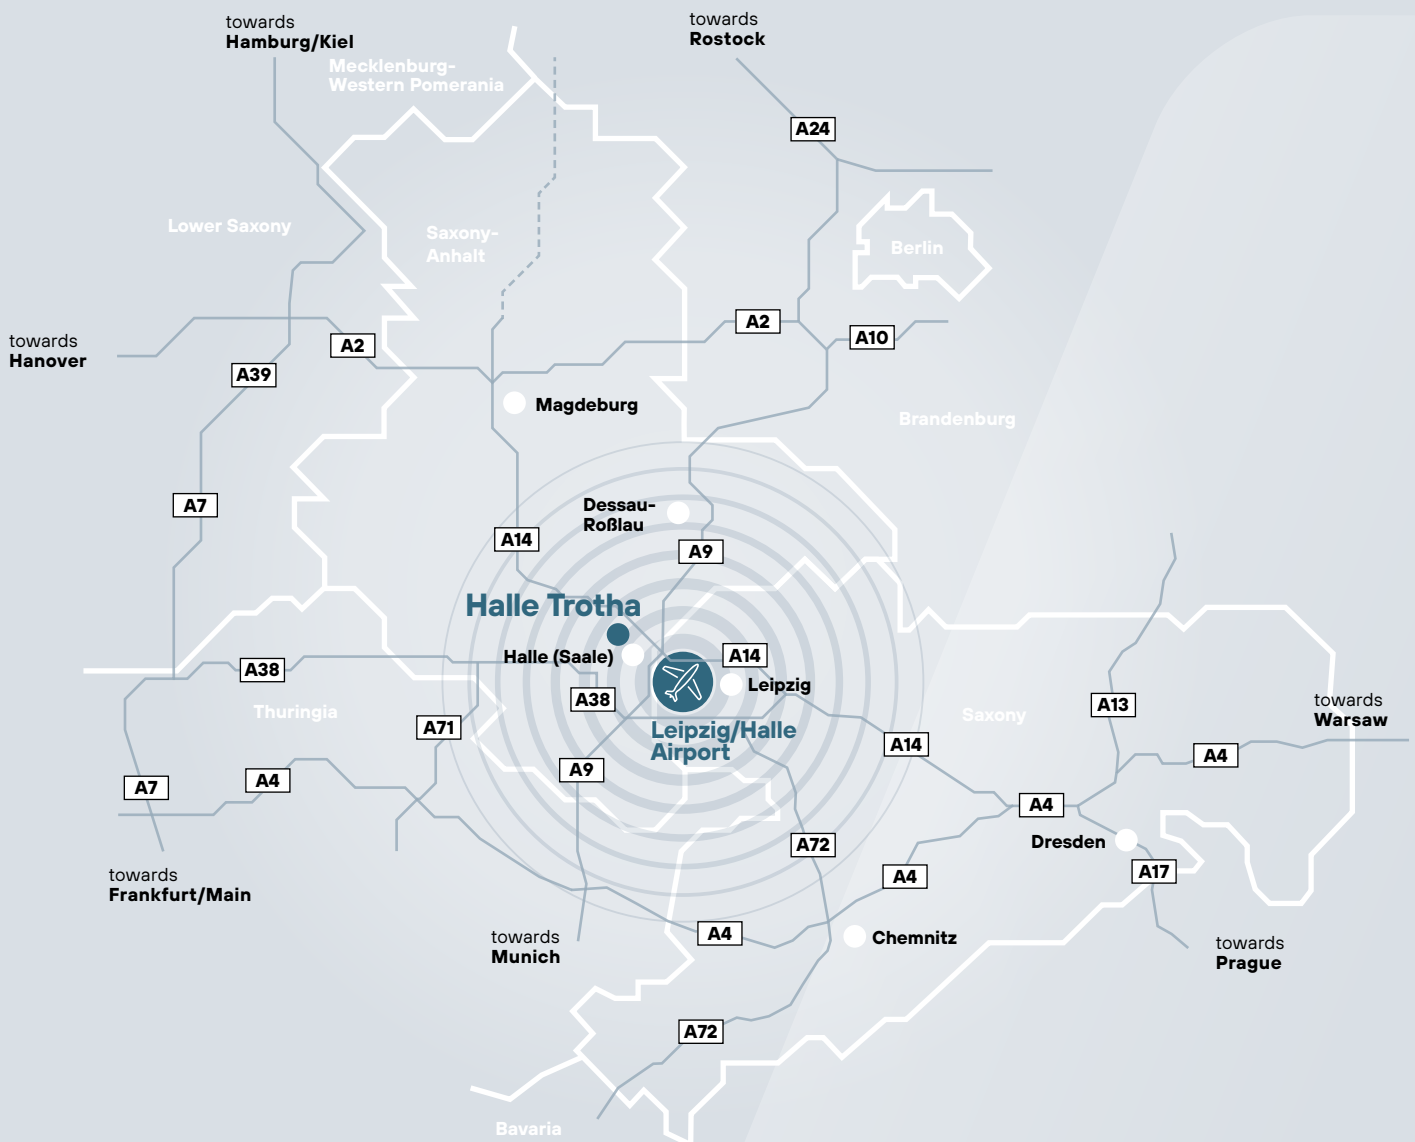 towards
Hamburg/Kiel
towards
Rostock
Mecklenburg-
Western Pomerania
A24
Lower Saxony
Saxony-
Anhalt
Berlin
towards
Hanover
A2
A2
A10
A39
Magdeburg
Brandenburg
A7
Dessau-
Roßlau
A14
A9
Halle Trotha
Halle (Saale)
A14
A38
Leipzig
A38
Thuringia
A71
Leipzig/Halle
Airport
Saxony
A13
towards
Warsaw
A14
A4
A9
A7
A4
A4
Dresden
A72
A17
A4
towards
Frankfurt/Main
A4
Chemnitz
towards
Munich
towards
Prague
A72
Bavaria